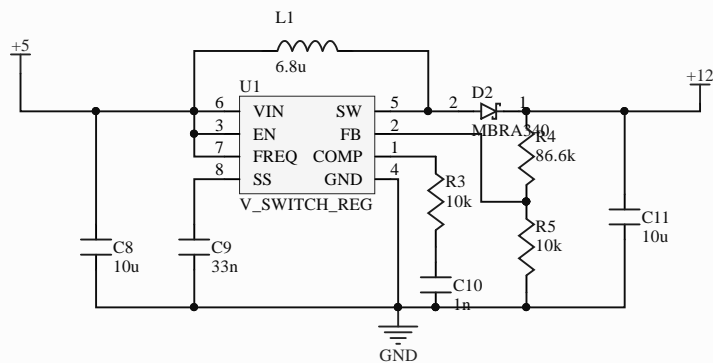 L1
+5
6.8u
+12
U1
D2
6 VIN SW 5 2 1
MBRA340
3 EN FB 2
R4
86.6k
7 FREQ COMP 1
8 SS GND 4
R3
10k
V_SWITCH_REG
C11
10u
R5
10k
C8
10u
C9
33n
C10
1n
GND